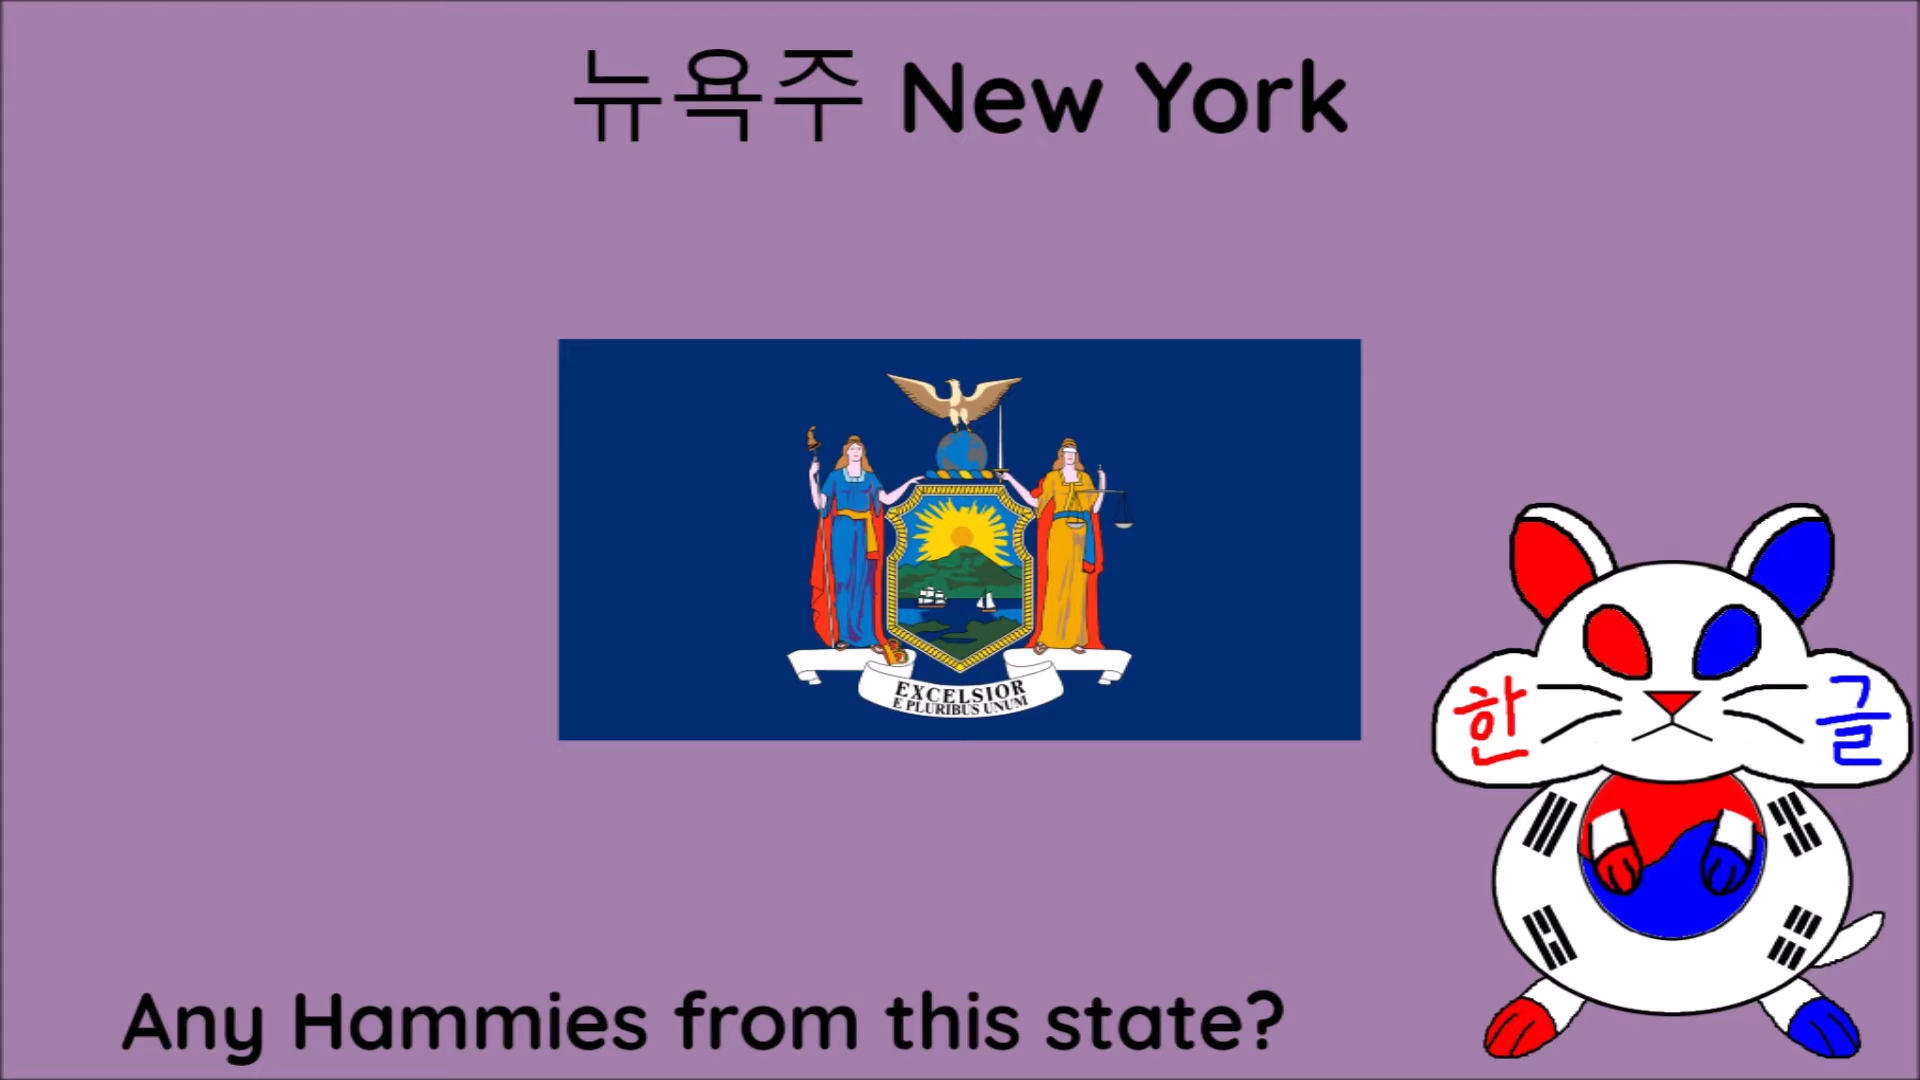 뉴욕주 New York
EXCELSIOR
E PLURIBUS UNUM
한 글
Any Hammies from this state?